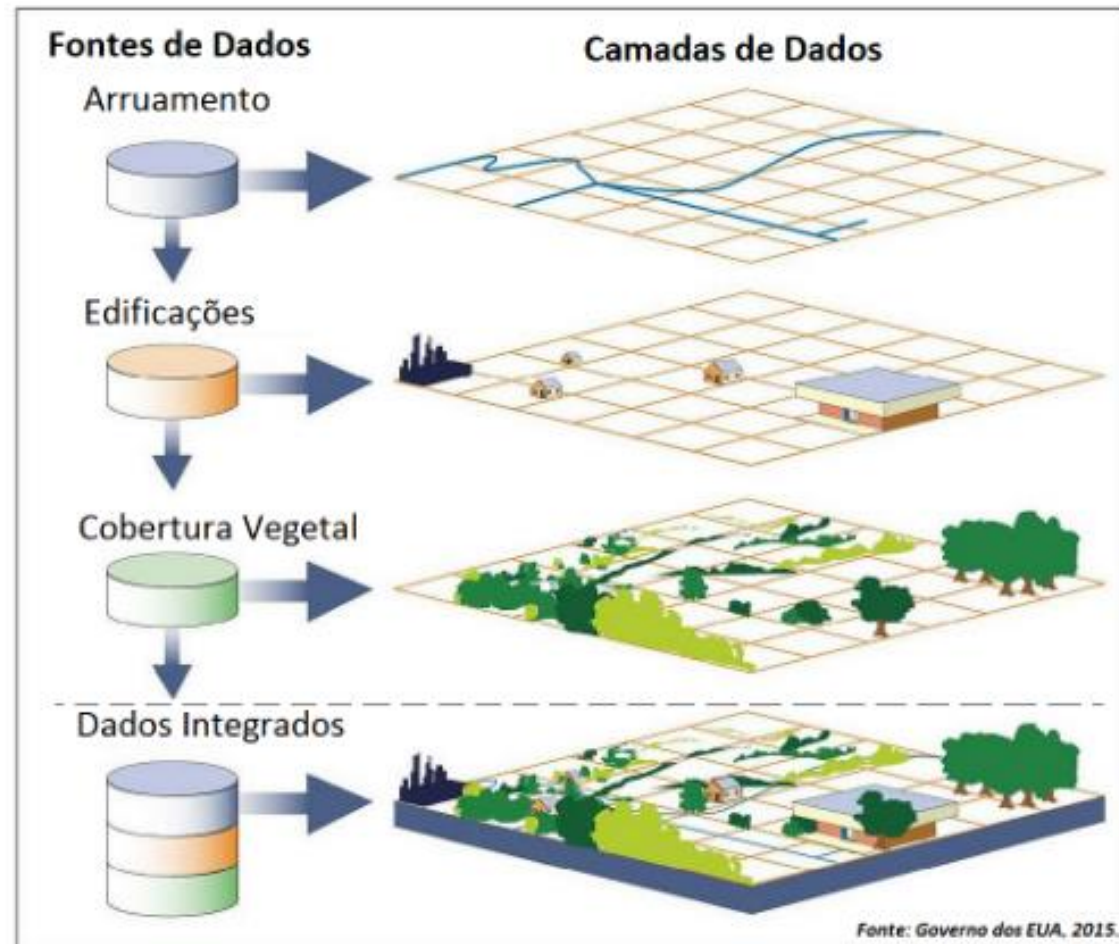 Fontes de Dados
Camadas de Dados
Arruamento
Edificações
Cobertura Vegetal
Dados Integrados
Fonte: Governo dos EUA, 2015